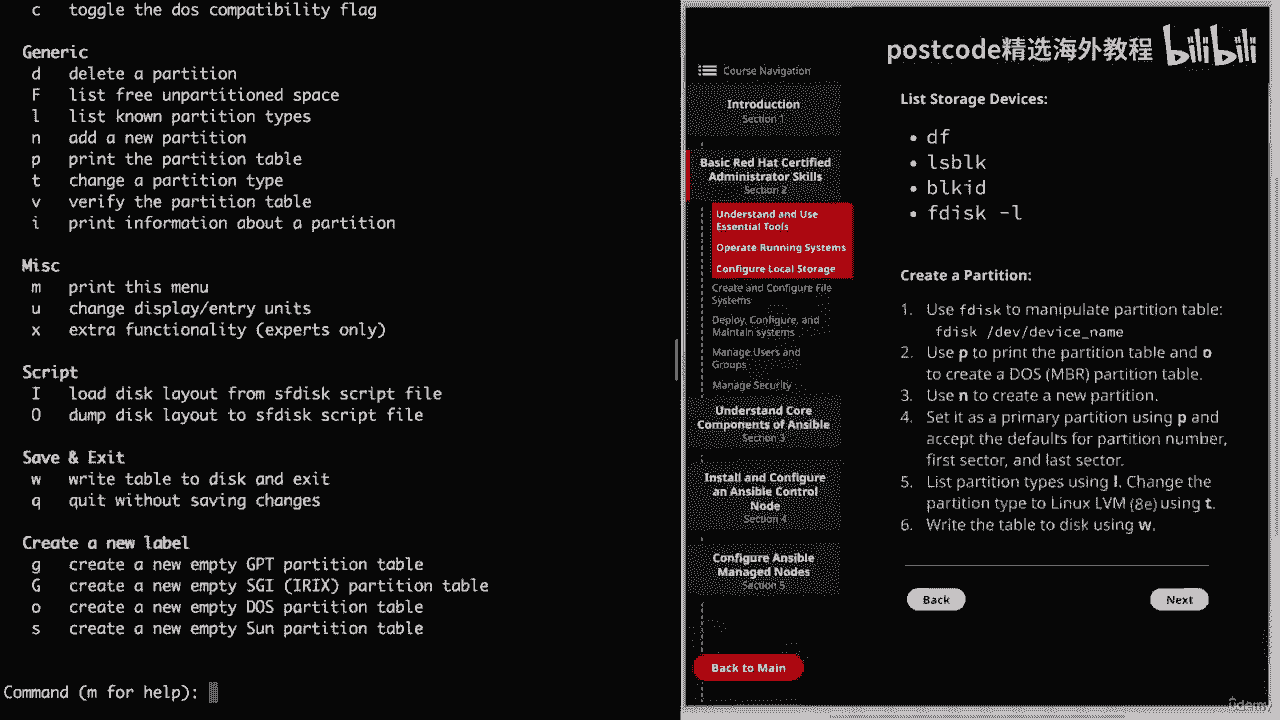 c toggle the dos compatibility flag
Generic
d delete a partition
F list free unpartitioned space
l list known partition types
n add a new partition
p print the partition table
t change a partition type
v verify the partition table
i print information about a partition
Misc
m print this menu
u change display/entry units
x extra functionality (experts only)
Script
I load disk layout from sfdisk script file
O dump disk layout to sfdisk script file
Save & Exit
w write table to disk and exit
q quit without saving changes
Create a new label
g create a new empty GPT partition table
G create a new empty SGI (IRIX) partition table
o create a new empty DOS partition table
s create a new empty Sun partition table
Command (m for help):
postcode精选海外教程 bilibili
Course Navigation
Introduction
Section 1
Basic Red Hat Certified
Administrator Skills
Section 2
Understand and Use
Essential Tools
Operate Running Systems
Configure Local Storage
Create and Configure File
Systems
Deploy, Configure, and
Maintain systems
Manage Users and
Groups
Manage Security
Understand Core
Components of Ansible
Section 3
Install and Configure
an Ansible Control
Node
Section 4
Configure Ansible
Managed Nodes
Section 5
Back to Main
List Storage Devices:
• df
• lsblk
• blkid
• fdisk -l
Create a Partition:
1. Use fdisk to manipulate partition table:
fdisk /dev/device_name
2. Use p to print the partition table and o
to create a DOS (MBR) partition table.
3. Use n to create a new partition.
4. Set it as a primary partition using p and
accept the defaults for partition number,
first sector, and last sector.
5. List partition types using l. Change the
partition type to Linux LVM (8e) using t.
6. Write the table to disk using w.
Back
Next
ûdemy